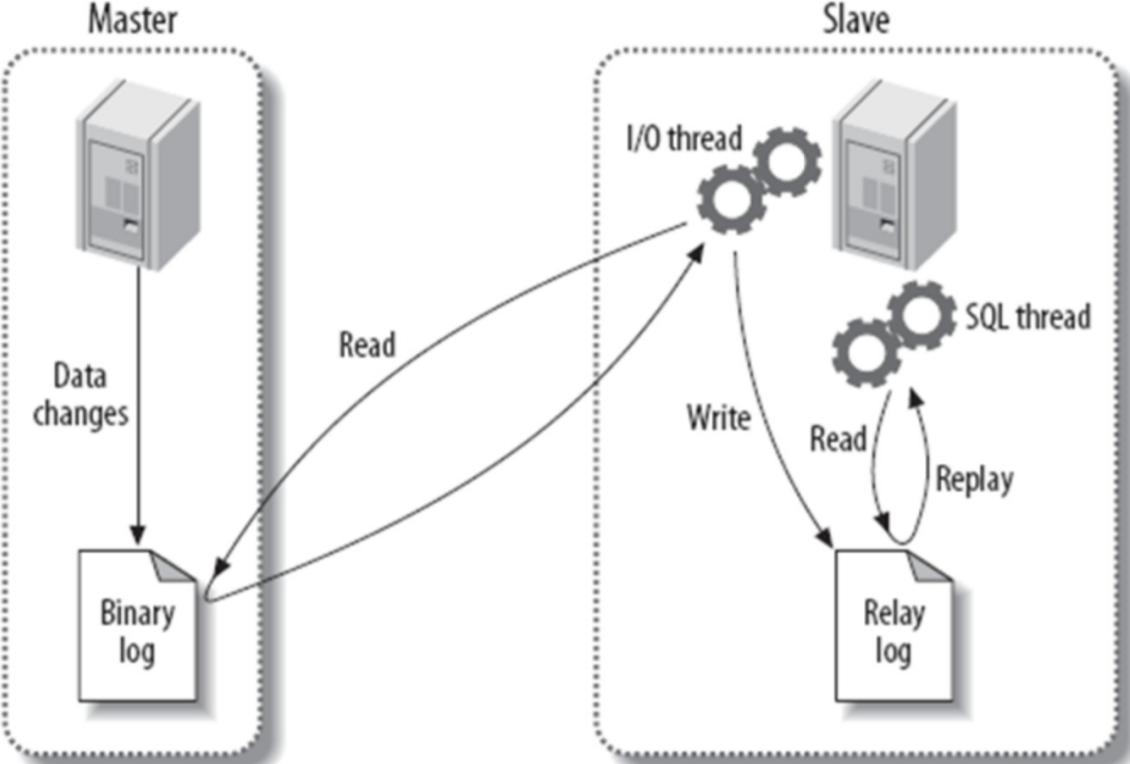 Master
Slave
I/O thread
SQL thread
Read
Data
changes
Write
Read
Replay
Binary
log
Relay
log